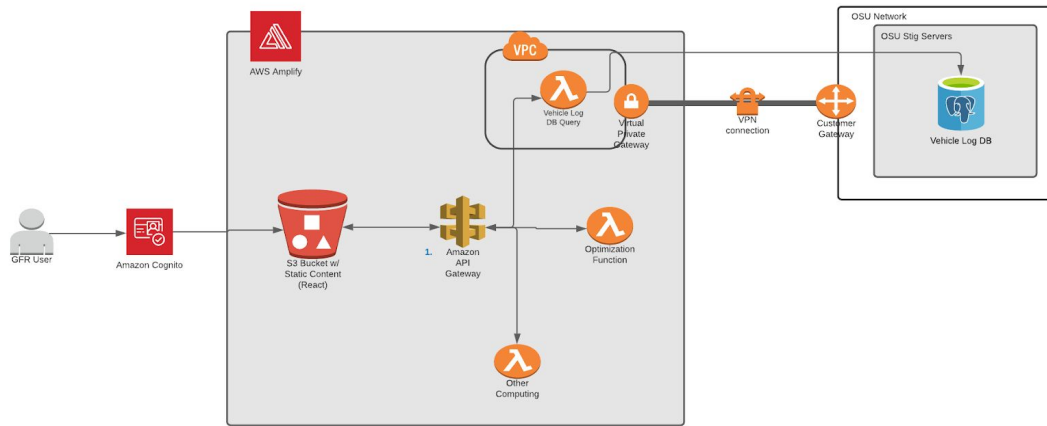 OSU Network
OSU Stig Servers
VPC
AWS Amplify
Vehicle Log
DB Query
Virtual
Private
Gateway
VPN
connection
Customer
Gateway
Vehicle Log DB
GFR User
Amazon Cognito
S3 Bucket w/
Static Content
(React)
1.
Amazon
API
Gateway
Optimization
Function
Other
Computing